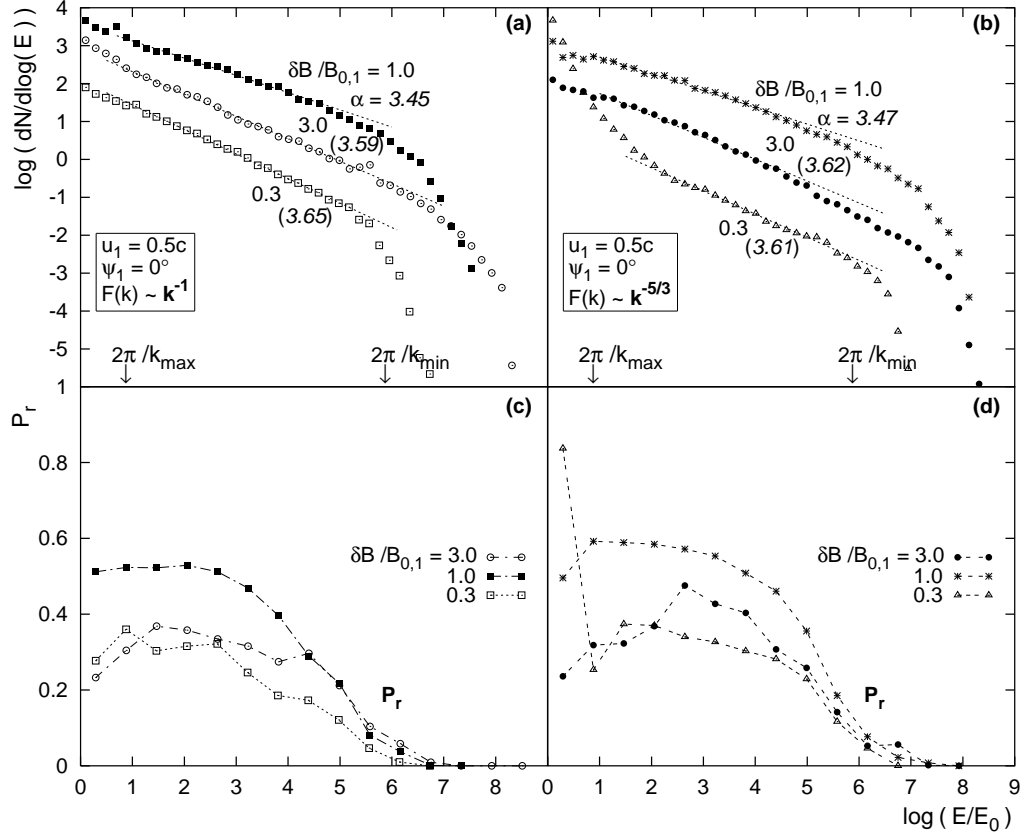 log ( dN/dlog( E ) )
4
3
2
1
0
-1
-2
-3
-4
-5
(a)
δB /B0,1 = 1.0
α = 3.45
3.0
(3.59)
0.3
(3.65)
u1 = 0.5c
ψ1 = 0°
F(k) ~ k-1
2π /kmax
2π /kmin
(b)
δB /B0,1 = 1.0
α = 3.47
3.0
(3.62)
0.3
(3.61)
u1 = 0.5c
ψ1 = 0°
F(k) ~ k-5/3
2π /kmax
2π /kmin
Pr
1
0.8
0.6
0.4
0.2
0
(c)
δB /B0,1 = 3.0
1.0
0.3
Pr
(d)
δB /B0,1 = 3.0
1.0
0.3
Pr
0 1 2 3 4 5 6 7 8 0 1 2 3 4 5 6 7 8 9
log ( E/E0 )